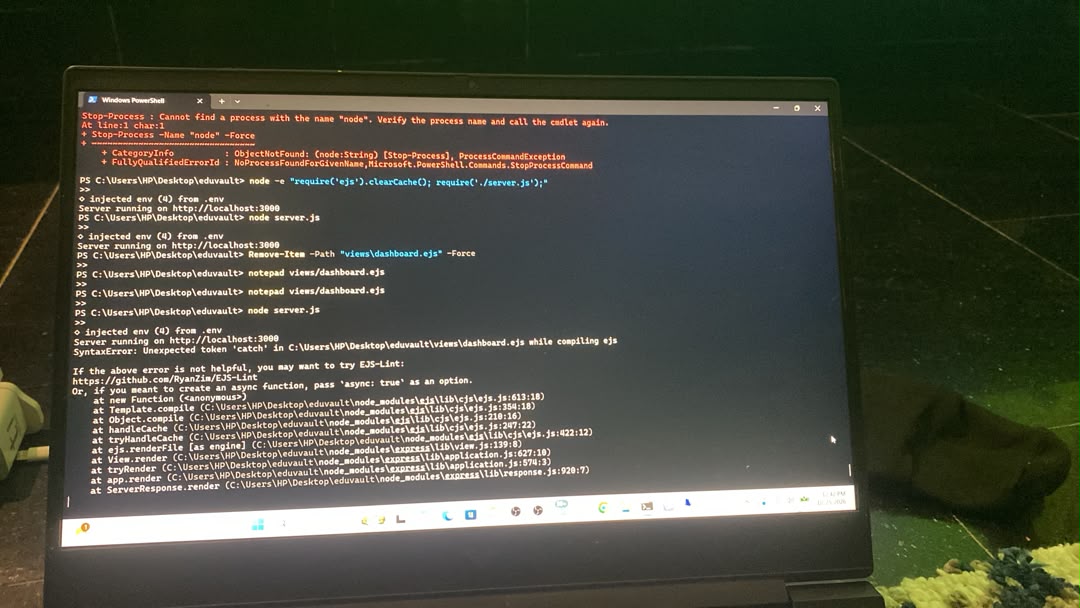 Windows PowerShell
Stop-Process : Cannot find a process with the name "node". Verify the process name and call the cmdlet again.
At line:1 char:1
+ Stop-Process -Name "node" -Force
+ ~~~~~~~~~~~~~~~~~~~~~~~~~~~~~~~~
+ CategoryInfo : ObjectNotFound: (node:String) [Stop-Process], ProcessCommandException
+ FullyQualifiedErrorId : NoProcessFoundForGivenName,Microsoft.PowerShell.Commands.StopProcessCommand
PS C:\Users\HP\Desktop\eduvault> node -e "require('ejs').clearCache(); require('./server.js');"
>>
◇ injected env (4) from .env
Server running on http://localhost:3000
PS C:\Users\HP\Desktop\eduvault> node server.js
>>
◇ injected env (4) from .env
Server running on http://localhost:3000
PS C:\Users\HP\Desktop\eduvault> Remove-Item -Path "views\dashboard.ejs" -Force
>>
PS C:\Users\HP\Desktop\eduvault> notepad views/dashboard.ejs
>>
PS C:\Users\HP\Desktop\eduvault> notepad views/dashboard.ejs
>>
PS C:\Users\HP\Desktop\eduvault> node server.js
>>
◇ injected env (4) from .env
Server running on http://localhost:3000
SyntaxError: Unexpected token 'catch' in C:\Users\HP\Desktop\eduvault\views\dashboard.ejs while compiling ejs
If the above error is not helpful, you may want to try EJS-Lint:
https://github.com/RyanZim/EJS-Lint
Or, if you meant to create an async function, pass `async: true` as an option.
at new Function (<anonymous>)
at Template.compile (C:\Users\HP\Desktop\eduvault\node_modules\ejs\lib\cjs\ejs.js:613:18)
at Object.compile (C:\Users\HP\Desktop\eduvault\node_modules\ejs\lib\cjs\ejs.js:354:18)
at handleCache (C:\Users\HP\Desktop\eduvault\node_modules\ejs\lib\cjs\ejs.js:210:16)
at tryHandleCache (C:\Users\HP\Desktop\eduvault\node_modules\ejs\lib\cjs\ejs.js:247:22)
at ejs.renderFile [as engine] (C:\Users\HP\Desktop\eduvault\node_modules\ejs\lib\cjs\ejs.js:422:12)
at View.render (C:\Users\HP\Desktop\eduvault\node_modules\express\lib\view.js:139:8)
at tryRender (C:\Users\HP\Desktop\eduvault\node_modules\express\lib\application.js:627:10)
at app.render (C:\Users\HP\Desktop\eduvault\node_modules\express\lib\application.js:574:3)
at ServerResponse.render (C:\Users\HP\Desktop\eduvault\node_modules\express\lib\response.js:920:7)